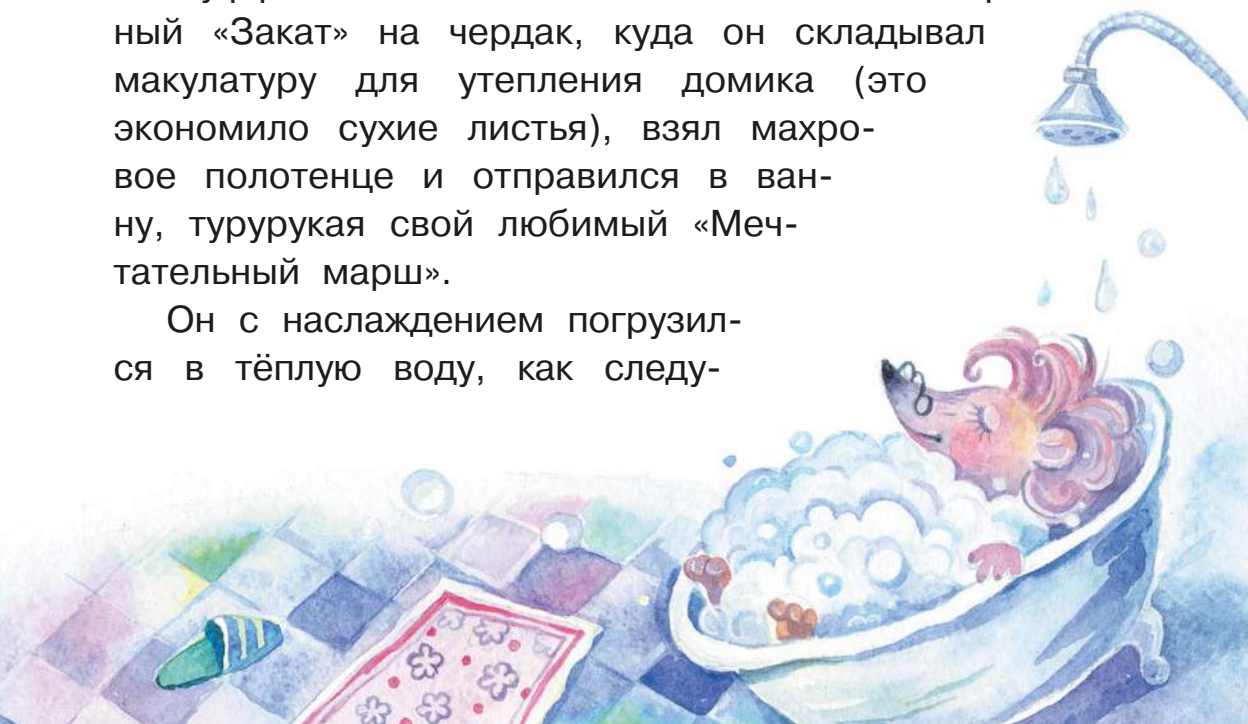 ный «Закат» на чердак, куда он складывал
макулатуру для утепления домика (это
экономило сухие листья), взял махро-
вое полотенце и отправился в ван-
ну, турурукая свой любимый «Меч-
тательный марш».
Он с наслаждением погрузил-
ся в тёплую воду, как следу-